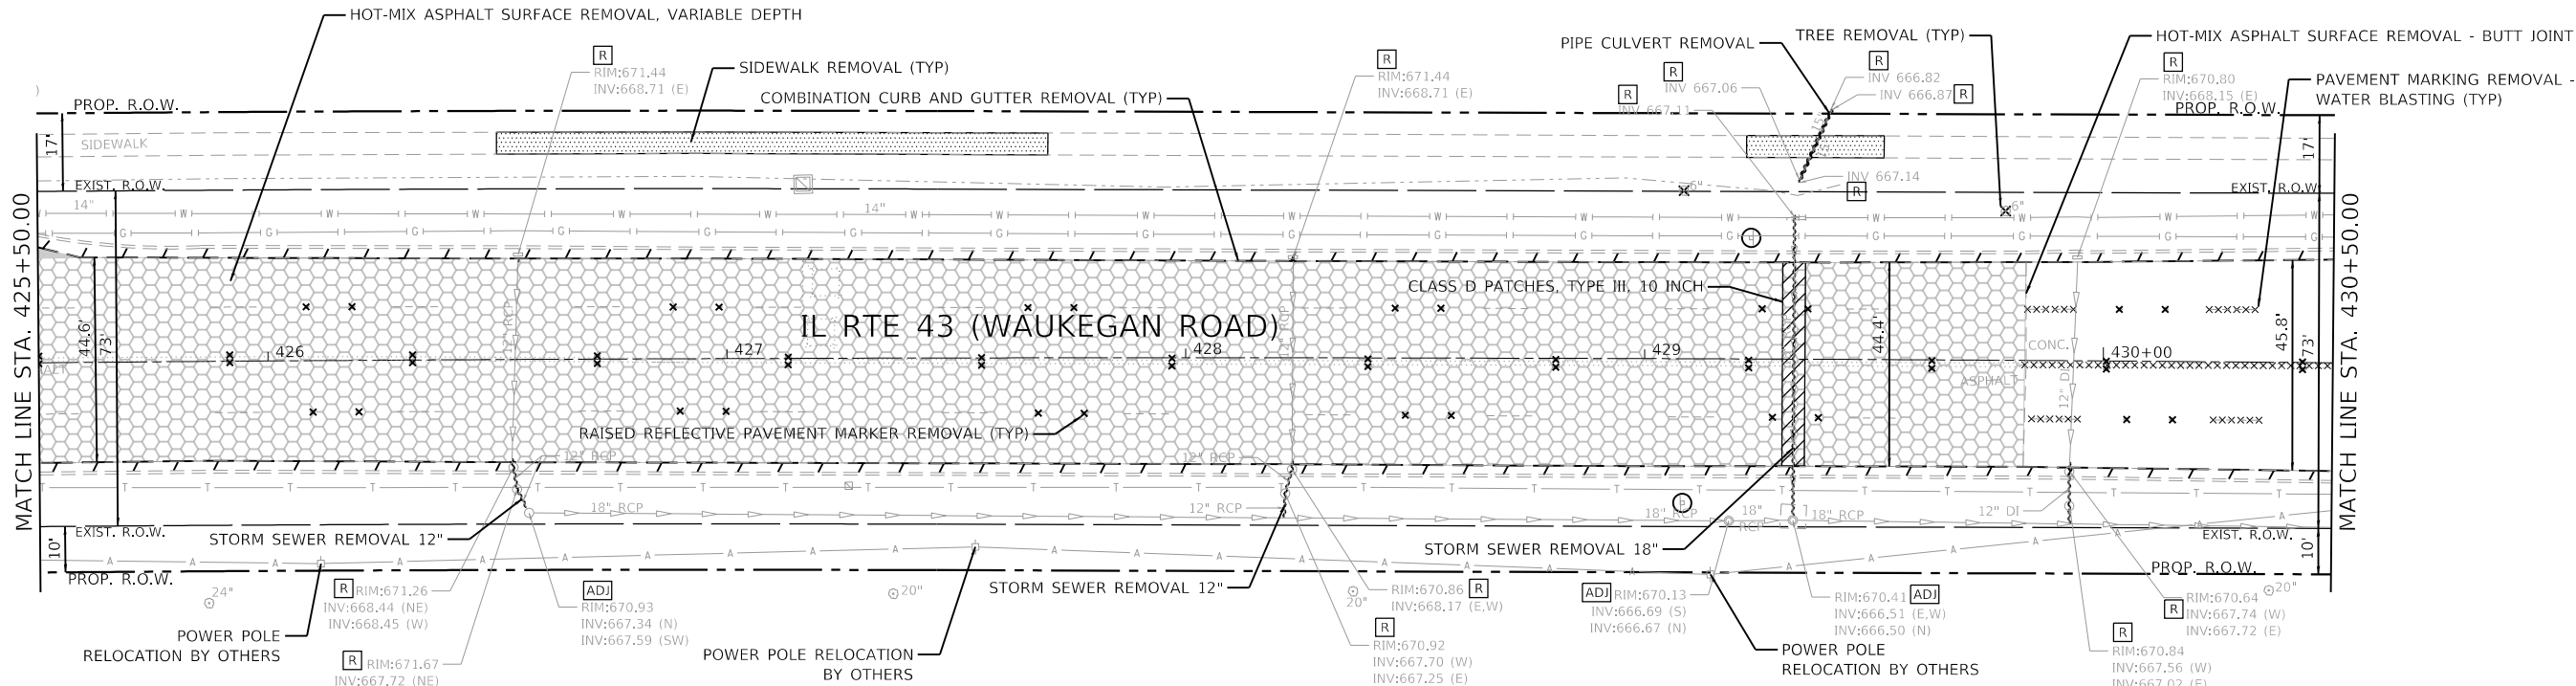 HOT-MIX ASPHALT SURFACE REMOVAL, VARIABLE DEPTH
R
RIM:671.44
INV:668.71 (E)
SIDEWALK REMOVAL (TYP)
COMBINATION CURB AND GUTTER REMOVAL (TYP)
R
RIM:671.44
INV:668.71 (E)
PIPE CULVERT REMOVAL
TREE REMOVAL (TYP)
HOT-MIX ASPHALT SURFACE REMOVAL - BUTT JOINT
R
INV 667.06
R
INV 667.11
R
INV 666.82
INV 666.87
R
R
RIM:670.80
INV:668.15 (E)
PAVEMENT MARKING REMOVAL -
WATER BLASTING (TYP)
PROP. R.O.W.
PROP. R.O.W.
17'
SIDEWALK
15"
17'
EXIST. R.O.W.
6"
INV 667.14
R
EXIST. R.O.W.
14"
14"
6"
W W W W W W W W W W W W W W W
G G G G G G G G G G G G G G G
MATCH LINE STA. 425+50.00
MATCH LINE STA. 430+50.00
CLASS D PATCHES, TYPE III, 10 INCH
IL RTE 43 (WAUKEGAN ROAD)
44.6'
73'
12" RCP
44.4'
45.8'
73'
426
427
428
429
430+00
CONC.
ASPHALT
12" DI
RAISED REFLECTIVE PAVEMENT MARKER REMOVAL (TYP)
12" RCP
12" RCP
T T T T T T T T T T T T T T T T T T T T T T T T T T T
18" RCP
12" RCP
18" RCP
18"
RCP
18" RCP
12" DI
EXIST. R.O.W.
EXIST. R.O.W.
STORM SEWER REMOVAL 12"
STORM SEWER REMOVAL 18"
10'
10'
A A A A A A A A A A A A A A A A A A A A A A A A
PROP. R.O.W.
PROP. R.O.W.
STORM SEWER REMOVAL 12"
24"
20"
20"
20"
R
RIM:671.26
INV:668.44 (NE)
INV:668.45 (W)
ADJ
RIM:670.93
INV:667.34 (N)
INV:667.59 (SW)
RIM:670.86
R
INV:668.17 (E,W)
ADJ
RIM:670.13
INV:666.69 (S)
INV:666.67 (N)
RIM:670.41
ADJ
INV:666.51 (E,W)
INV:666.50 (N)
R
RIM:670.64
INV:667.74 (W)
INV:667.72 (E)
POWER POLE
RELOCATION BY OTHERS
R
RIM:671.67
INV:667.72 (NE)
POWER POLE RELOCATION
BY OTHERS
R
RIM:670.92
INV:667.70 (W)
INV:667.25 (E)
POWER POLE
RELOCATION BY OTHERS
R
RIM:670.84
INV:667.56 (W)
INV:667.02 (E)